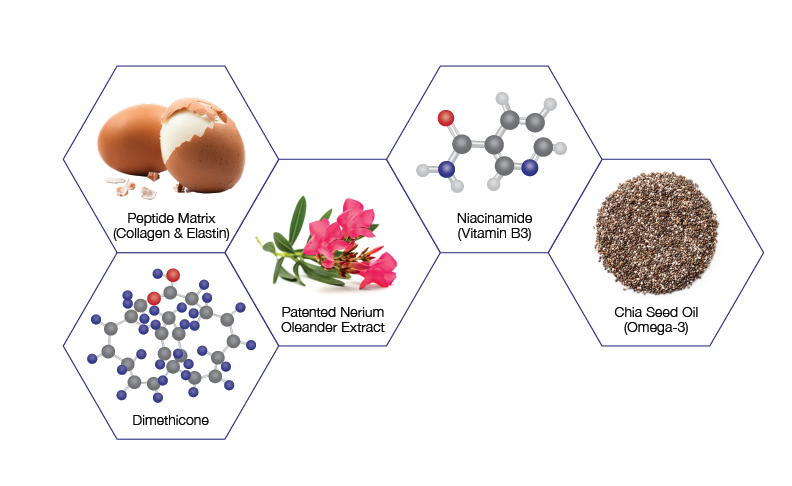 Peptide Matrix
(Collagen & Elastin)
Dimethicone
Patented Nerium
Oleander Extract
Niacinamide
(Vitamin B3)
Chia Seed Oil
(Omega-3)